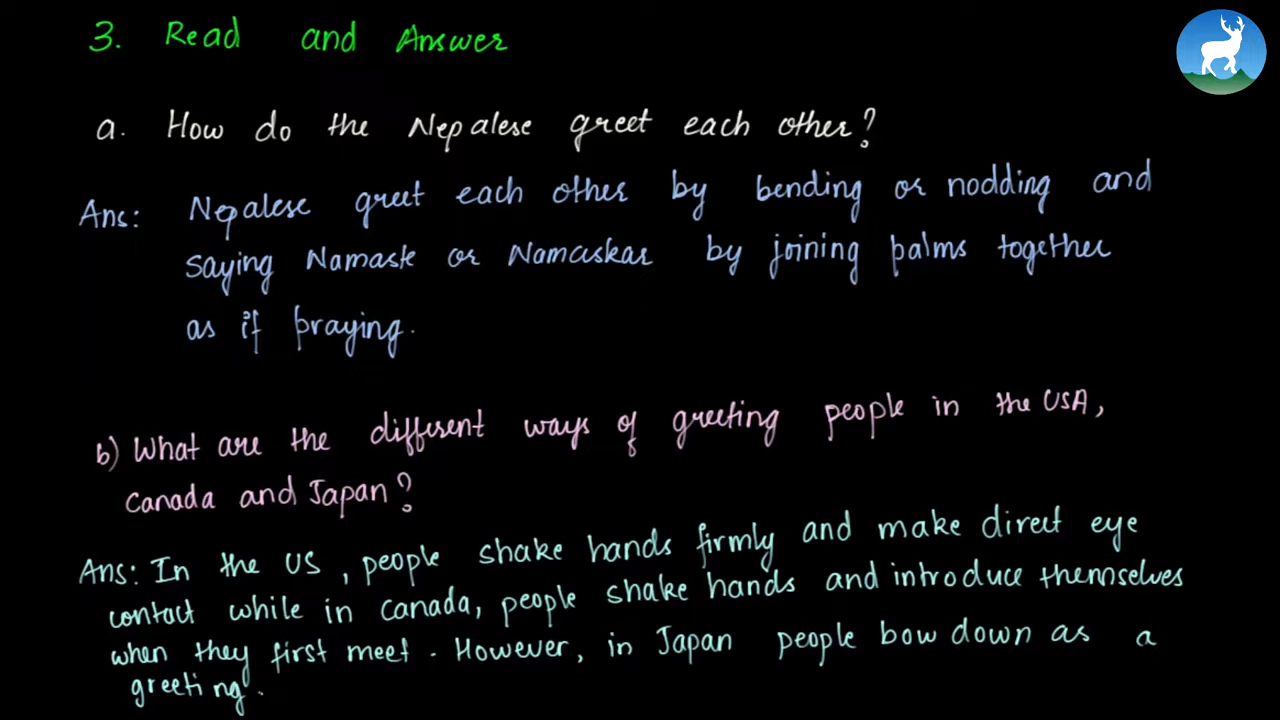 3. Read and Answer
a. How do the Nepalese greet each other?
Ans: Nepalese greet each other by bending or nodding and
saying Namaste or Namaskar by joining palms together
as if praying.
b) What are the different ways of greeting people in the USA,
Canada and Japan?
Ans: In the US, people shake hands firmly and make direct eye
contact while in Canada, people shake hands and introduce themselves
when they first meet. However, in Japan people bow down as a
greeting.